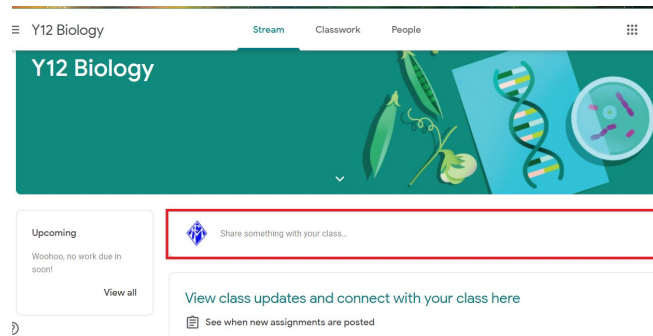 Y12 Biology
Stream
Classwork
People
Y12 Biology
Upcoming
Woohoo, no work due in
soon!
View all
Share something with your class...
View class updates and connect with your class here
See when new assignments are posted